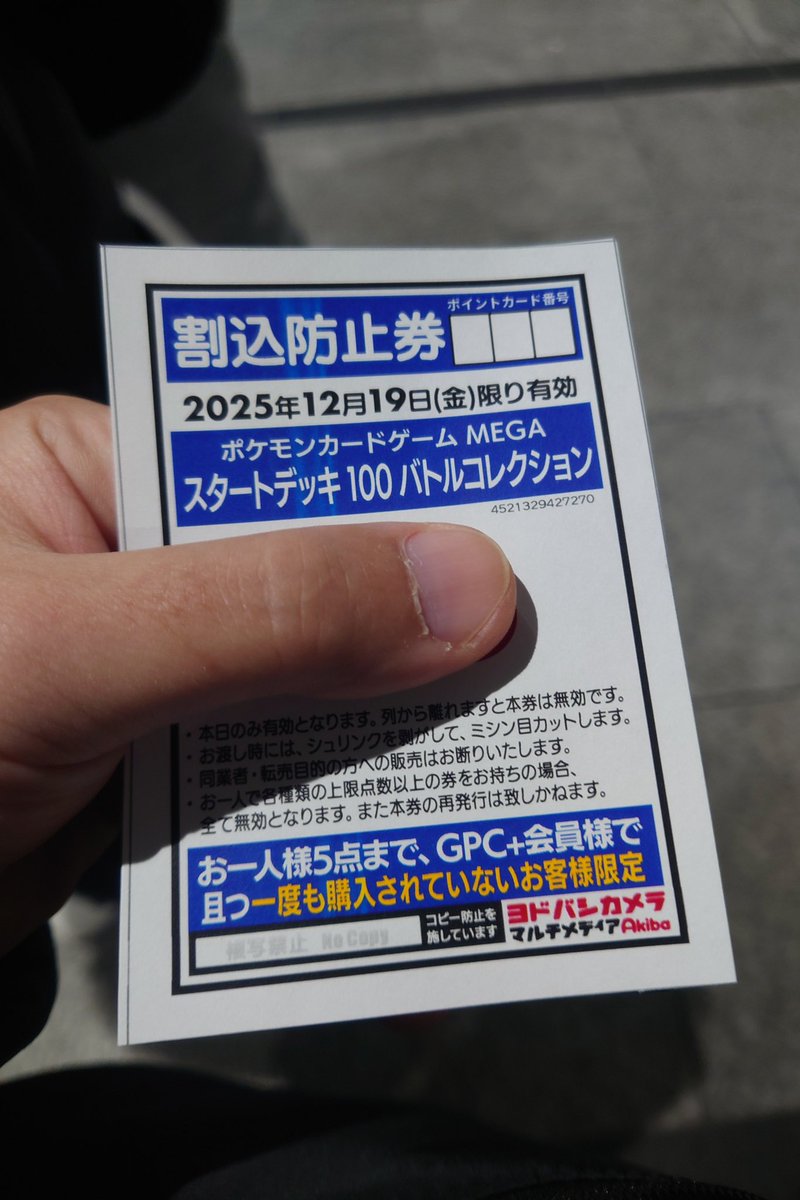 ポイントカード番号
割込防止券
2025年12月19日(金)限り有効
ポケモンカードゲーム MEGA
スタートデッキ 100 バトルコレクション
4521329427270
・本日のみ有効となります。列から離れますと本券は無効です。
・お渡し時には、シュリンクを剥がして、ミシン目カットします。
・同業者・転売目的の方への販売はお断りいたします。
・お一人で各種類の上限点数以上の券をお持ちの場合、
全て無効となります。また本券の再発行は致しかねます。
お一人様5点まで、GPC+会員様で
且つ一度も購入されていないお客様限定
複写禁止 No Copy
コピー防止を
施しています
ヨドバシカメラ
マルチメディアAkiba